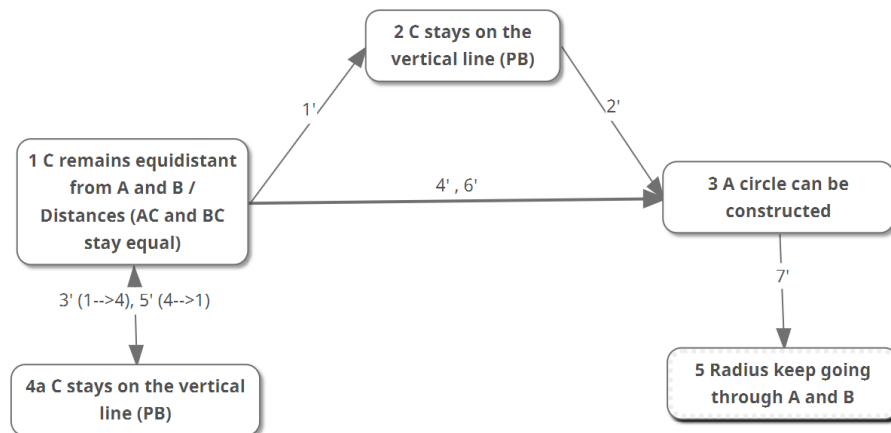 2 C stays on the
vertical line (PB)
1'
2'
1 C remains equidistant
from A and B /
Distances (AC and BC
stay equal)
4' , 6'
3 A circle can be
constructed
7'
3' (1-->4), 5' (4-->1)
4a C stays on the vertical
line (PB)
5 Radius keep going
through A and B